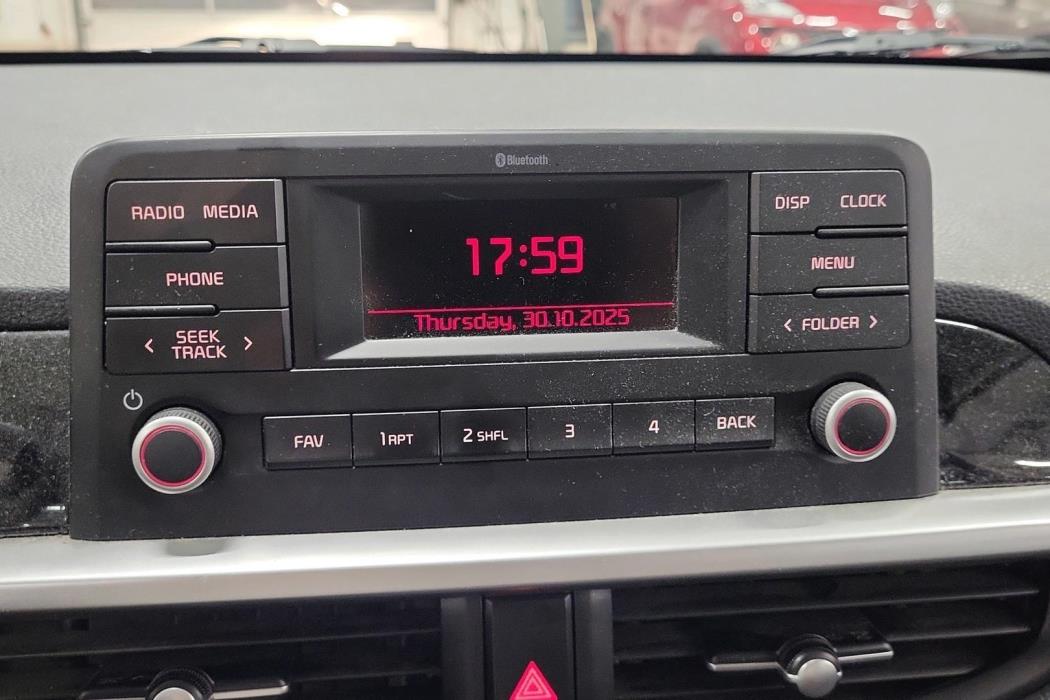 Bluetooth
RADIO MEDIA
PHONE
< SEEK TRACK >
17:59
Thursday, 30.10.2025
DISP CLOCK
MENU
< FOLDER >
FAV 1 RPT 2 SHFL 3 4 BACK